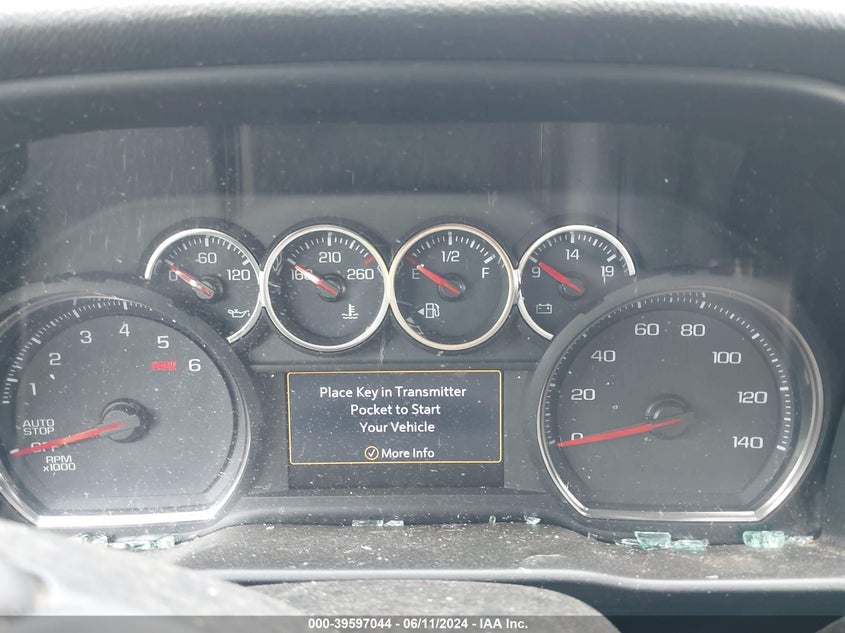 60
0 120
210
160 260
1/2
E F
14
9 19
4
3 5
2 6
1
AUTO
STOP
OFF
RPM
x1000
Place Key in Transmitter
Pocket to Start
Your Vehicle
More Info
60 80
40 100
20 120
0 140
000-39597044 - 06/11/2024 - IAA Inc.